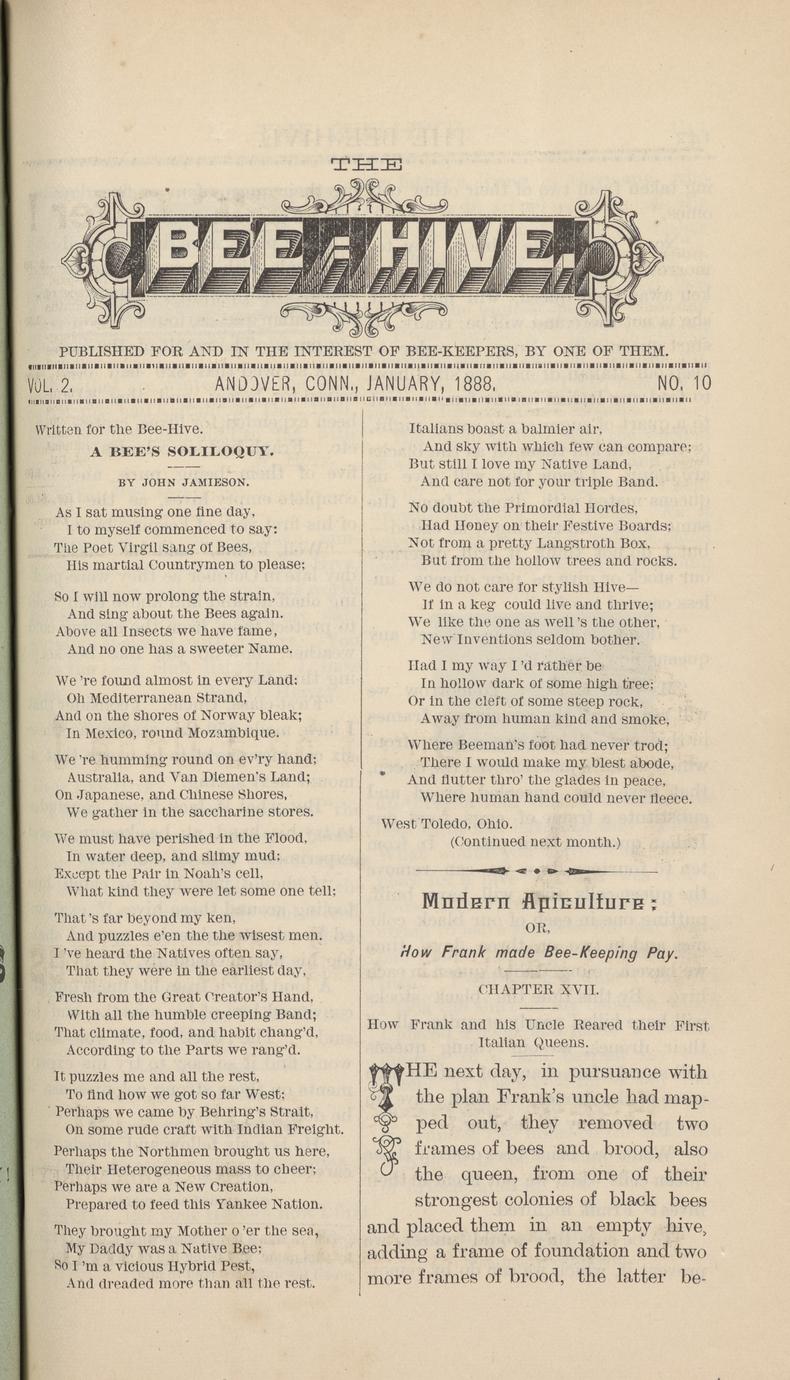 THE
BEE-HIVE.
PUBLISHED FOR AND IN THE INTEREST OF BEE-KEEPERS, BY ONE OF THEM.
VOL. 2.
ANDOVER, CONN., JANUARY, 1888.
NO. 10
Written for the Bee-Hive.
A BEE'S SOLILOQUY.
BY JOHN JAMIESON.
As I sat musing one fine day,
I to myself commenced to say:
The Poet Virgil sang of Bees,
His martial Countrymen to please;
So I will now prolong the strain,
And sing about the Bees again.
Above all Insects we have fame,
And no one has a sweeter Name.
We 're found almost in every Land;
Oh Mediterranean Strand,
And on the shores of Norway bleak;
In Mexico, round Mozambique.
We 're humming round on ev'ry hand;
Australia, and Van Diemen's Land;
On Japanese, and Chinese Shores,
We gather in the saccharine stores.
We must have perished in the Flood,
In water deep, and slimy mud;
Except the Pair in Noah's cell,
What kind they were let some one tell;
That 's far beyond my ken,
And puzzles e'en the the wisest men.
I 've heard the Natives often say,
That they were in the earliest day,
Fresh from the Great Creator's Hand,
With all the humble creeping Band;
That climate, food, and habit chang'd,
According to the Parts we rang'd.
It puzzles me and all the rest,
To find how we got so far West;
Perhaps we came by Behring's Strait,
On some rude craft with Indian Freight.
Perhaps the Northmen brought us here,
Their Heterogeneous mass to cheer;
Perhaps we are a New Creation,
Prepared to feed this Yankee Nation.
They brought my Mother o 'er the sea,
My Daddy was a Native Bee;
So I 'm a vicious Hybrid Pest,
And dreaded more than all the rest.
Italians boast a balmier air,
And sky with which few can compare;
But still I love my Native Land,
And care not for your triple Band.
No doubt the Primordial Hordes,
Had Honey on their Festive Boards;
Not from a pretty Langstroth Box,
But from the hollow trees and rocks.
We do not care for stylish Hive—
If in a keg could live and thrive;
We like the one as well 's the other,
New Inventions seldom bother.
Had I my way I 'd rather be
In hollow dark of some high tree;
Or in the cleft of some steep rock,
Away from human kind and smoke,
Where Beeman's foot had never trod;
There I would make my blest abode,
And flutter thro' the glades in peace,
Where human hand could never fleece.
West Toledo, Ohio.
(Continued next month.)
Modern Apiculture;
OR,
How Frank made Bee-Keeping Pay.
CHAPTER XVII.
How Frank and his Uncle Reared their First
Italian Queens.
THE next day, in pursuance with
the plan Frank's uncle had map-
ped out, they removed two
frames of bees and brood, also
the queen, from one of their
strongest colonies of black bees
and placed them in an empty hive,
adding a frame of foundation and two
more frames of brood, the latter be-